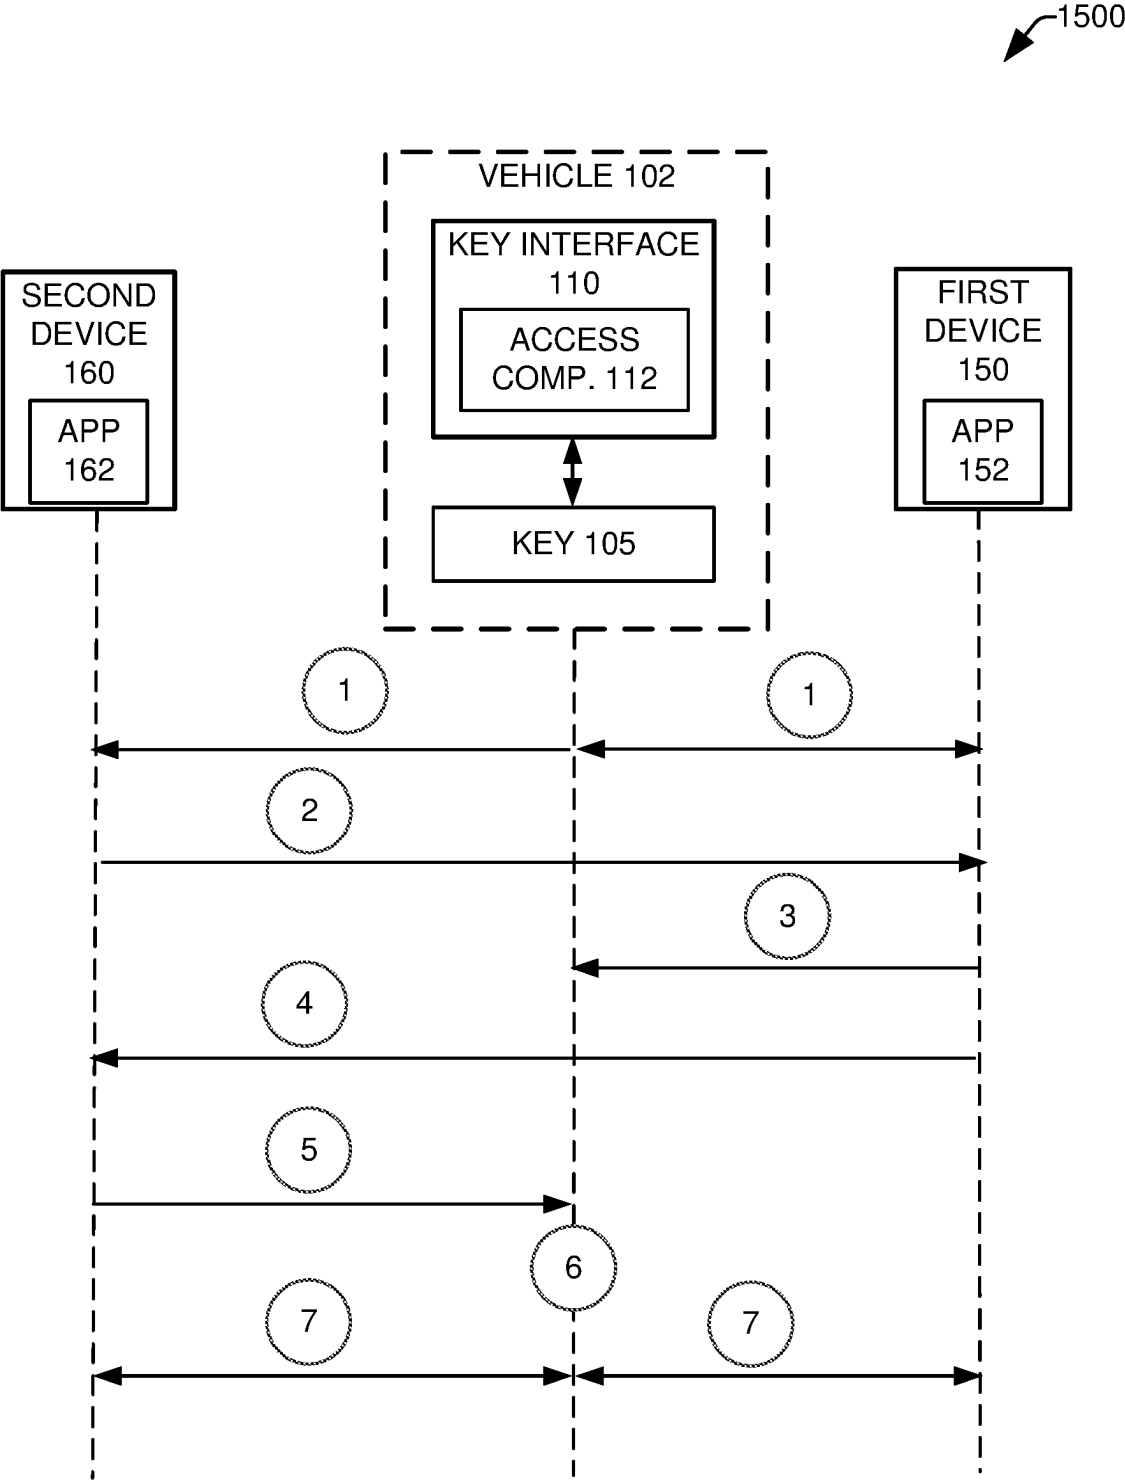 1500
VEHICLE 102
KEY INTERFACE
110
ACCESS
COMP. 112
KEY 105
SECOND
DEVICE
160
APP
162
FIRST
DEVICE
150
APP
152
1
1
2
3
4
5
6
7
7